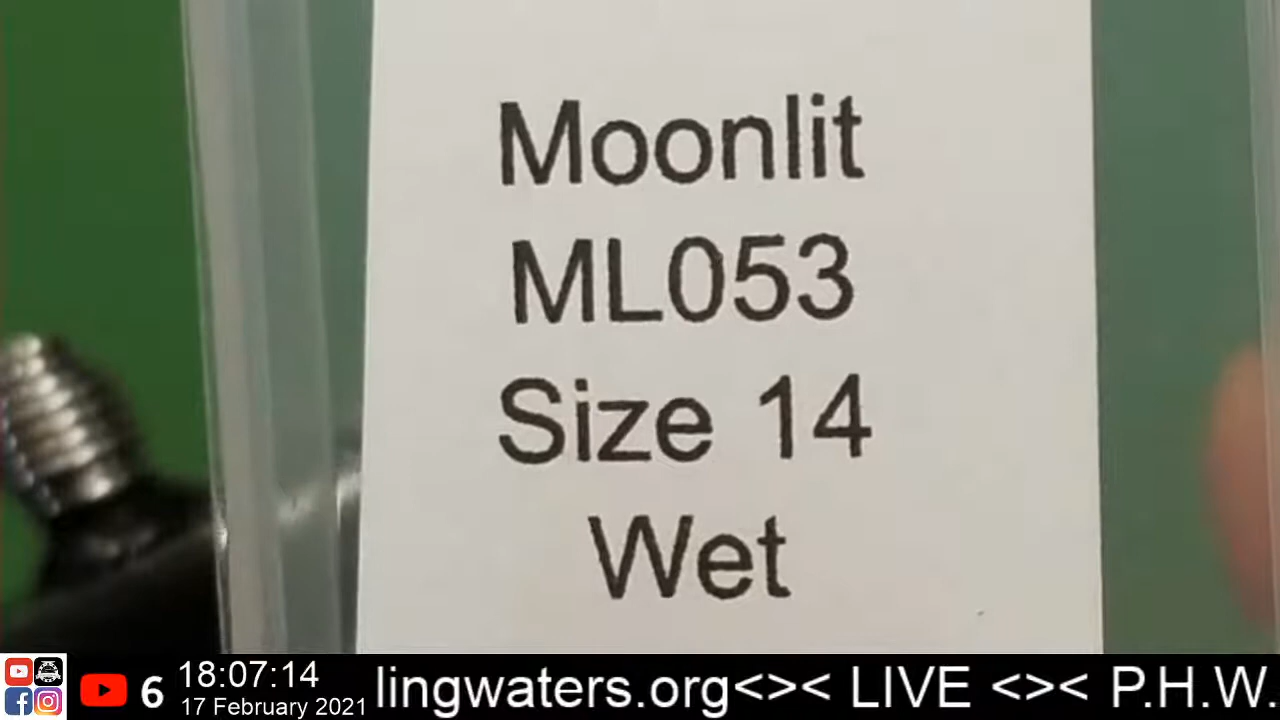 Moonlit
ML053
Size 14
Wet
6
18:07:14
17 February 2021
lingwaters.org<>< LIVE <>< P.H.W.